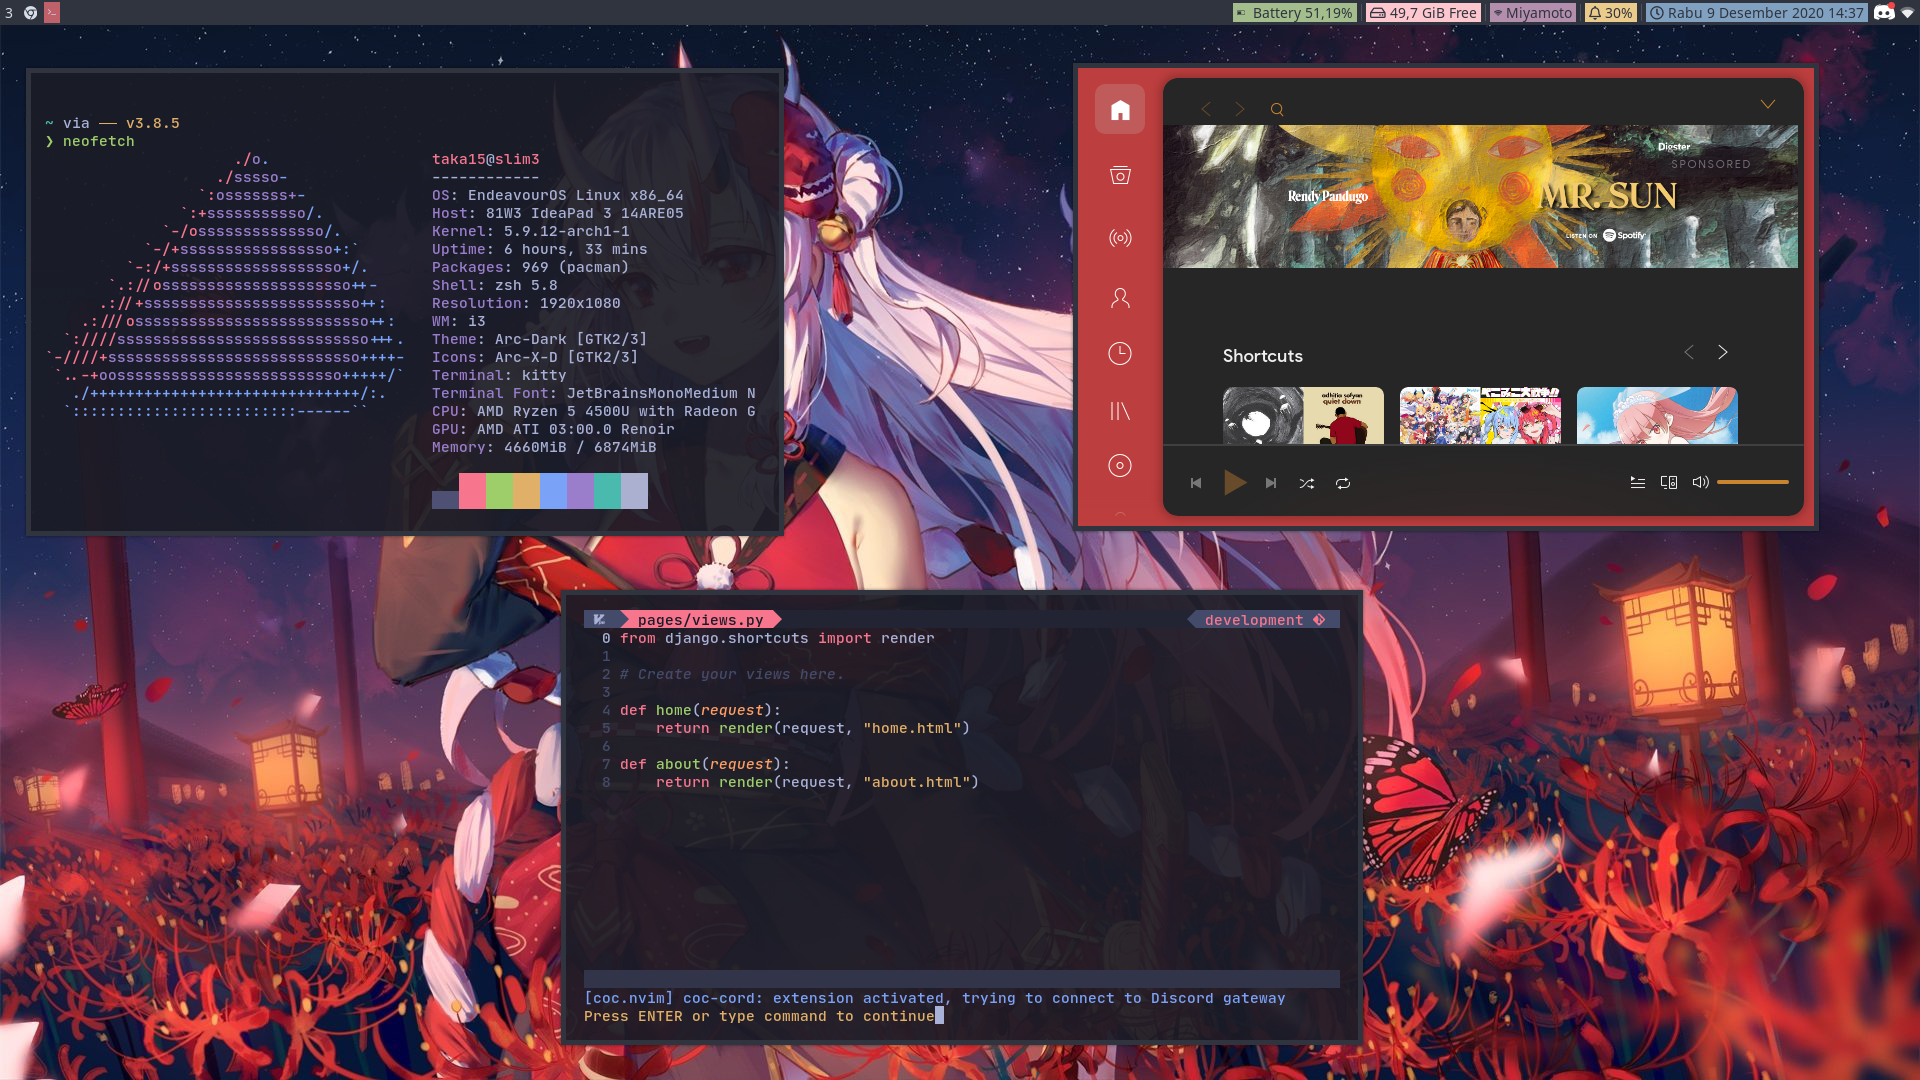 3
Battery 51,19%
49,7 GiB Free
Miyamoto
30%
Rabu 9 Desember 2020 14:37
~ via ── v3.8.5
❯ neofetch
./o.
./sssso-
`:osssssss+-
`:+sssssssssso/.
`-/ossssssssssssso/.
`-/+sssssssssssssssso+:`
`-:/+sssssssssssssssssso+/.
`.://osssssssssssssssssssso++-
.://+ssssssssssssssssssssssso++:
.:///ossssssssssssssssssssssssso++:
`:////ssssssssssssssssssssssssssso+++.
`-////+ssssssssssssssssssssssssssso++++-
`..-+oosssssssssssssssssssssssso+++++/`
./++++++++++++++++++++++++++++++/:.
`:::::::::::::::::::::::::------``
taka15@slim3
------------
OS: EndeavourOS Linux x86_64
Host: 81W3 IdeaPad 3 14ARE05
Kernel: 5.9.12-arch1-1
Uptime: 6 hours, 33 mins
Packages: 969 (pacman)
Shell: zsh 5.8
Resolution: 1920x1080
WM: i3
Theme: Arc-Dark [GTK2/3]
Icons: Arc-X-D [GTK2/3]
Terminal: kitty
Terminal Font: JetBrainsMonoMedium N
CPU: AMD Ryzen 5 4500U with Radeon G
GPU: AMD ATI 03:00.0 Renoir
Memory: 4660MiB / 6874MiB
Digster
SPONSORED
Rendy Pandugo
MR. SUN
LISTEN ON Spotify
Shortcuts
adhitia sofyan
quiet down
pages/views.py
development
0 from django.shortcuts import render
1
2 # Create your views here.
3
4 def home(request):
5     return render(request, "home.html")
6
7 def about(request):
8     return render(request, "about.html")
[coc.nvim] coc-cord: extension activated, trying to connect to Discord gateway
Press ENTER or type command to continue